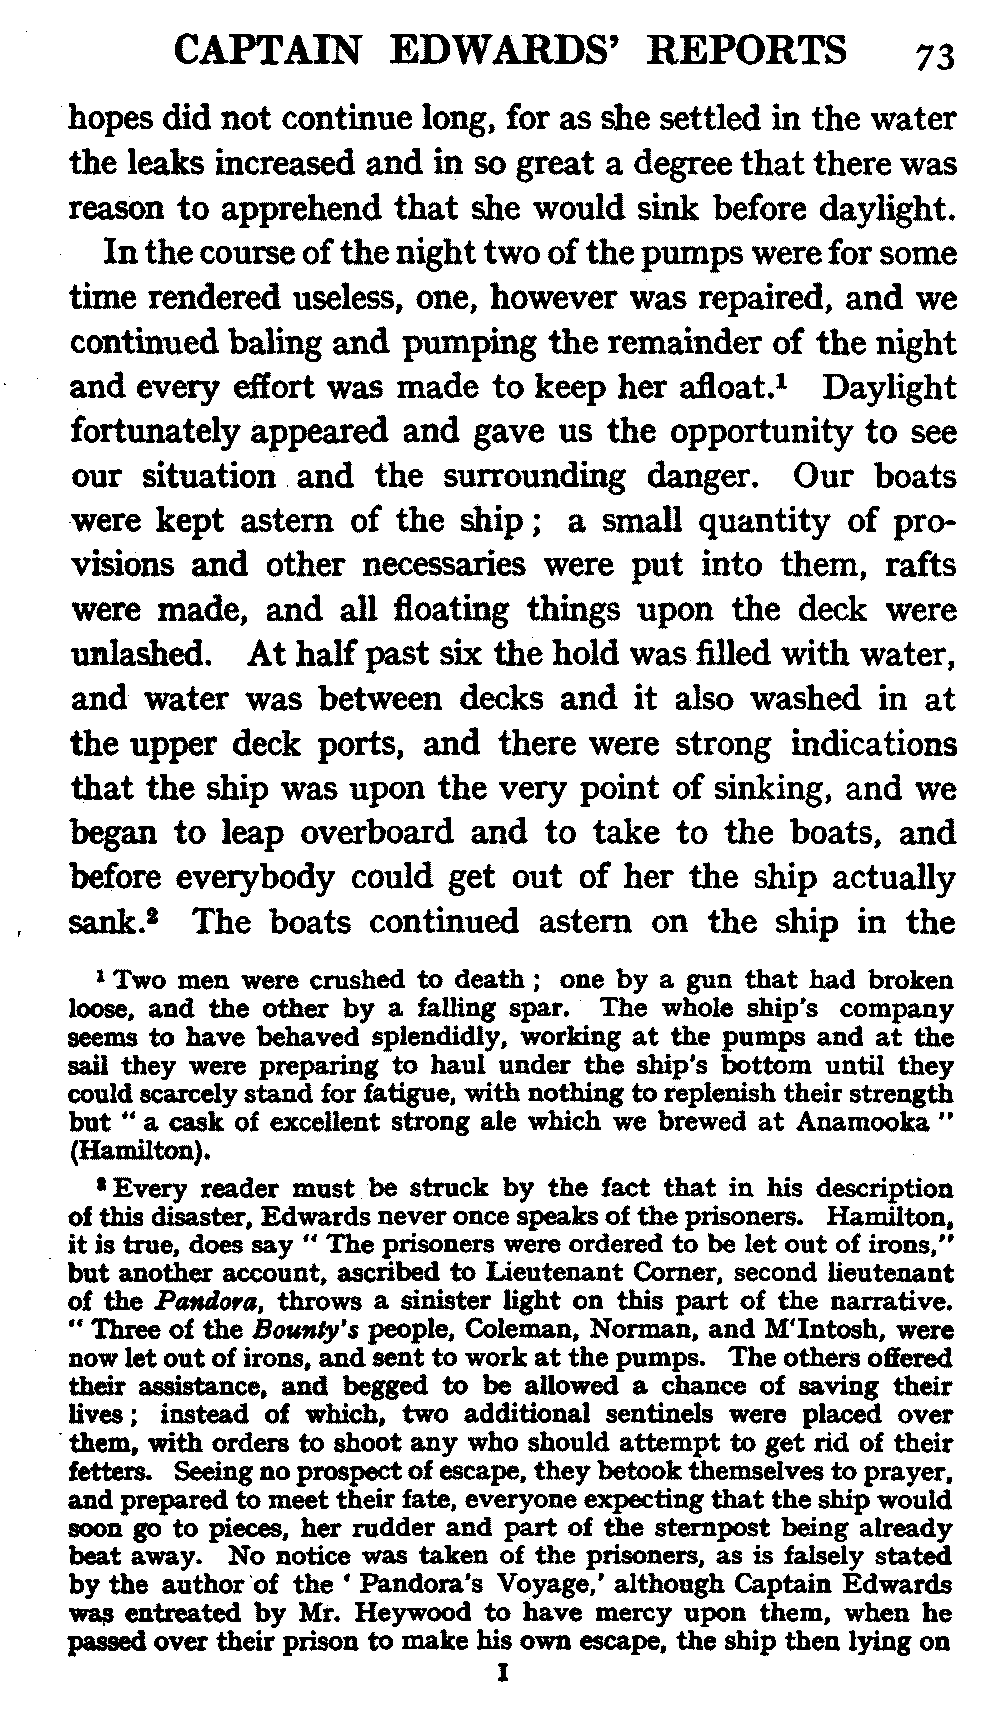 CAPTAIN EDWARDS' REPORTS 73
hopes did not continue long, for as she settled in the water
the leaks increased and in so great a degree that there was
reason to apprehend that she would sink before daylight.
In the course of the night two of the pumps were for some
time rendered useless, one, however was repaired, and we
continued baling and pumping the remainder of the night
and every effort was made to keep her afloat.¹ Daylight
fortunately appeared and gave us the opportunity to see
our situation and the surrounding danger. Our boats
were kept astern of the ship; a small quantity of pro-
visions and other necessaries were put into them, rafts
were made, and all floating things upon the deck were
unlashed. At half past six the hold was filled with water,
and water was between decks and it also washed in at
the upper deck ports, and there were strong indications
that the ship was upon the very point of sinking, and we
began to leap overboard and to take to the boats, and
before everybody could get out of her the ship actually
sank.² The boats continued astern on the ship in the
¹ Two men were crushed to death; one by a gun that had broken
loose, and the other by a falling spar. The whole ship's company
seems to have behaved splendidly, working at the pumps and at the
sail they were preparing to haul under the ship's bottom until they
could scarcely stand for fatigue, with nothing to replenish their strength
but "a cask of excellent strong ale which we brewed at Anamooka"
(Hamilton).
² Every reader must be struck by the fact that in his description
of this disaster, Edwards never once speaks of the prisoners. Hamilton,
it is true, does say "The prisoners were ordered to be let out of irons,"
but another account, ascribed to Lieutenant Corner, second lieutenant
of the Pandora, throws a sinister light on this part of the narrative.
"Three of the Bounty's people, Coleman, Norman, and M'Intosh, were
now let out of irons, and sent to work at the pumps. The others offered
their assistance, and begged to be allowed a chance of saving their
lives; instead of which, two additional sentinels were placed over
them, with orders to shoot any who should attempt to get rid of their
fetters. Seeing no prospect of escape, they betook themselves to prayer,
and prepared to meet their fate, everyone expecting that the ship would
soon go to pieces, her rudder and part of the sternpost being already
beat away. No notice was taken of the prisoners, as is falsely stated
by the author of the 'Pandora's Voyage,' although Captain Edwards
was entreated by Mr. Heywood to have mercy upon them, when he
passed over their prison to make his own escape, the ship then lying on
I